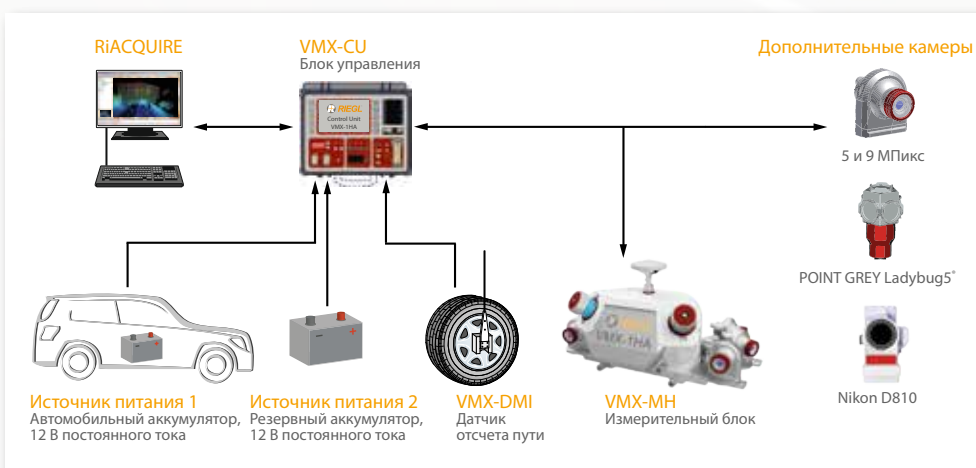 RiACQUIRE
VMX-CU
Блок управления
Дополнительные камеры
RIEGL
Control Unit
VMX-1HA
5 и 9 МПикс
POINT GREY Ladybug5®
RIEGL
VMX-1HA
Nikon D810
Источник питания 1
Автомобильный аккумулятор,
12 В постоянного тока
Источник питания 2
Резервный аккумулятор,
12 В постоянного тока
VMX-DMI
Датчик
отсчета пути
VMX-MH
Измерительный блок